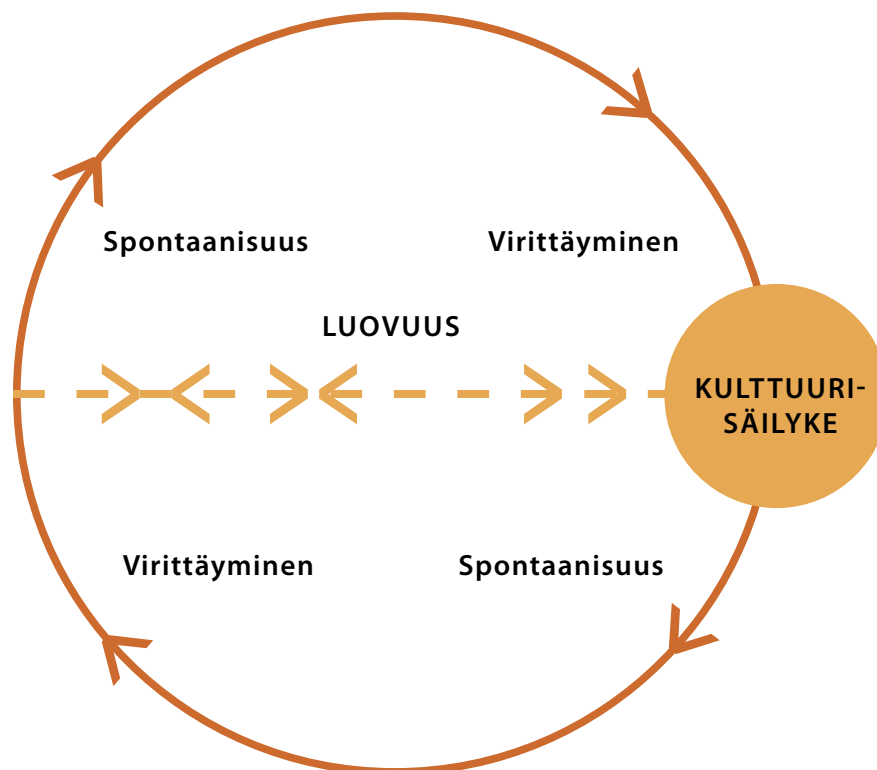 Spontaanisuus
Virittäyminen
LUOVUUS
KULTTUURI-
SÄILYKE
Virittäyminen
Spontaanisuus